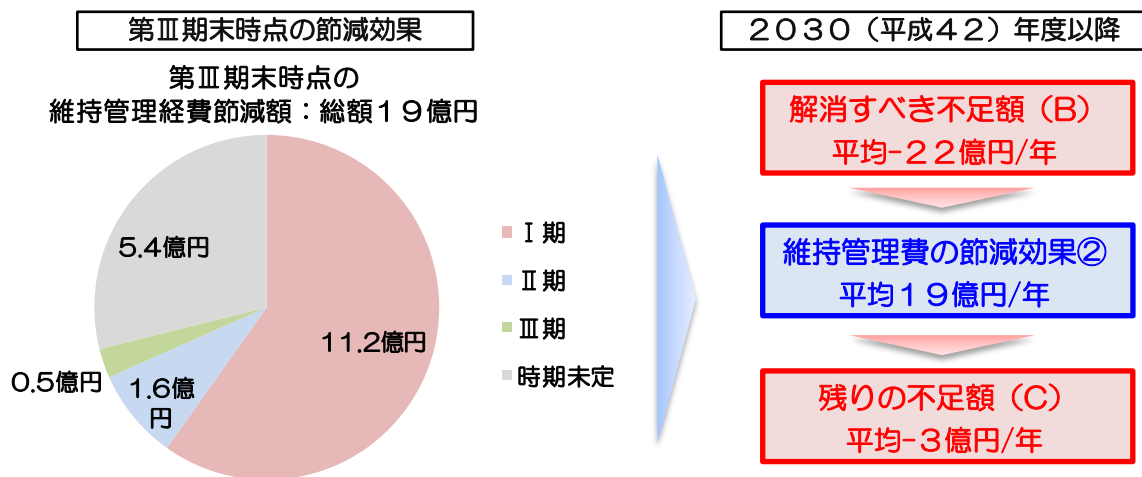 第Ⅲ期末時点の節減効果
第Ⅲ期末時点の
維持管理経費節減額：総額１９億円
5.4億円
0.5億円
1.6億
円
11.2億円
Ⅰ期
Ⅱ期
Ⅲ期
時期未定
２０３０（平成４２）年度以降
解消すべき不足額（B）
平均-２２億円/年
維持管理費の節減効果②
平均１９億円/年
残りの不足額（C）
平均-３億円/年